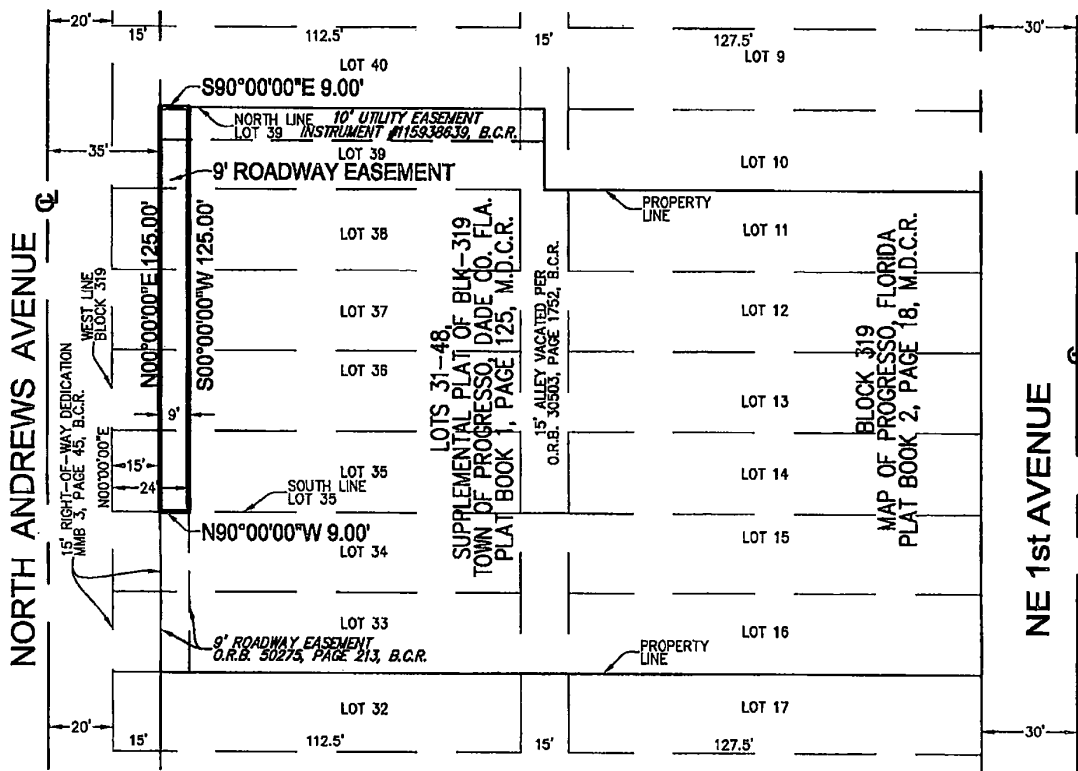 20'
15'
112.5'
15'
127.5'
30'
LOT 40
LOT 9
S90°00'00"E 9.00'
NORTH LINE
LOT 39
10' UTILITY EASEMENT
INSTRUMENT #115938639, B.C.R.
35'
LOT 39
LOT 10
9' ROADWAY EASEMENT
PROPERTY
LINE
LOT 38
LOT 11
NORTH ANDREWS AVENUE
WEST LINE
BLOCK 319
N00°00'00"E 125.00'
S00°00'00"W 125.00'
LOT 37
LOT 12
LOT 36
LOT 13
9'
LOTS 31-48,
SUPPLEMENTAL PLAT OF BLK-319
TOWN OF PROGRESSO, DADE CO. FLA.
PLAT BOOK 1, PAGE 125, M.D.C.R.
15' ALLEY VACATED PER
O.R.B. 30503, PAGE 1752, B.C.R.
BLOCK 319
MAP OF PROGRESSO, FLORIDA
PLAT BOOK 2, PAGE 18, M.D.C.R.
NE 1st AVENUE
15' RIGHT-OF-WAY DEDICATION
MMB 3, PAGE 45, B.C.R.
N00°00'00"E
15'
24'
LOT 35
LOT 14
SOUTH LINE
LOT 35
N90°00'00"W 9.00'
LOT 34
LOT 15
LOT 33
LOT 16
9' ROADWAY EASEMENT
O.R.B. 50275, PAGE 213, B.C.R.
PROPERTY
LINE
LOT 32
LOT 17
20'
15'
112.5'
15'
127.5'
30'